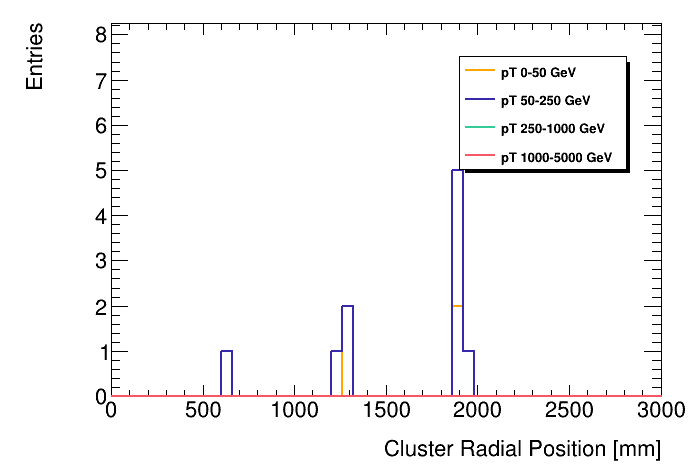 Entries
8
7
6
5
4
3
2
1
0
0 500 1000 1500 2000 2500 3000
Cluster Radial Position [mm]
pT 0-50 GeV
pT 50-250 GeV
pT 250-1000 GeV
pT 1000-5000 GeV